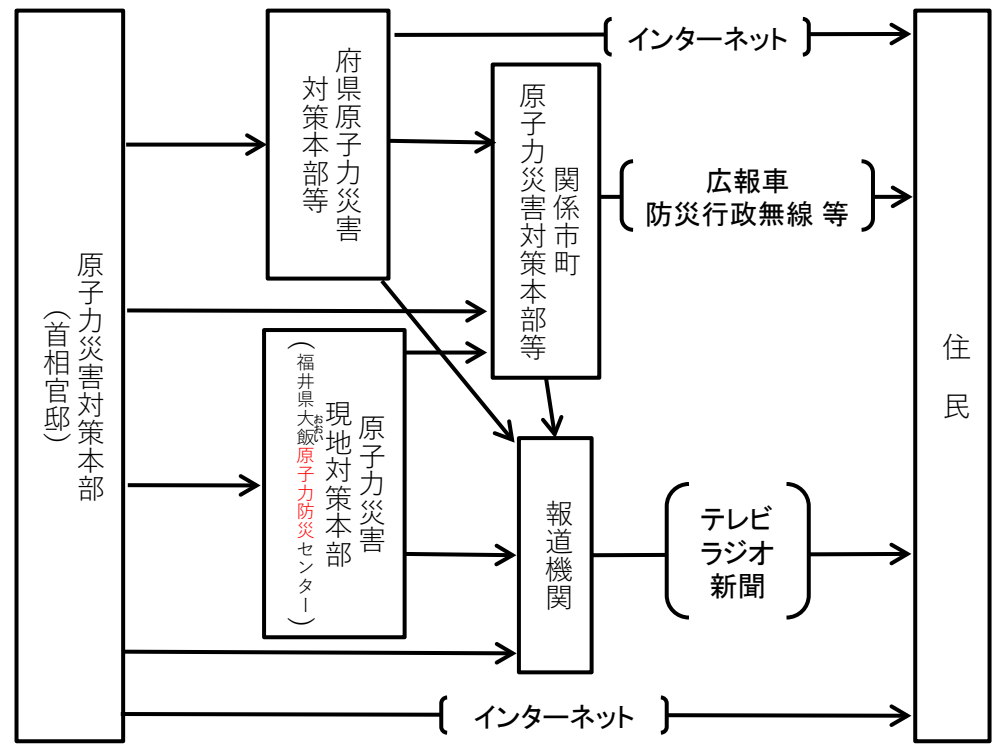 原子力災害対策本部
（首相官邸）
府県原子力災害
対策本部等
関係市町
原子力災害対策本部等
原子力災害
現地対策本部
（福井県大飯原子力防災センター）
おおい
報道機関
インターネット
広報車
防災行政無線 等
テレビ
ラジオ
新聞
インターネット
住民